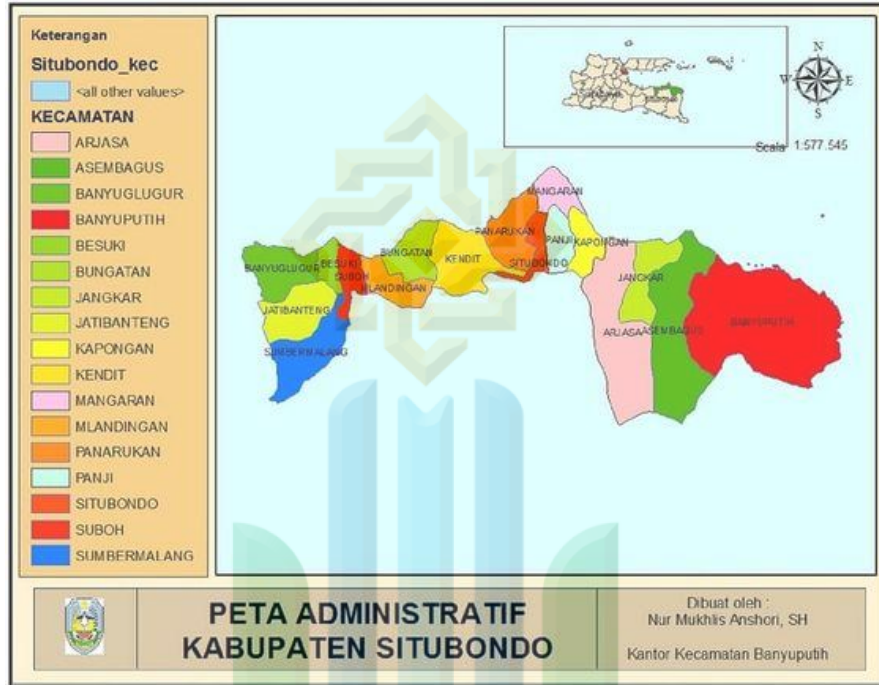 Keterangan
Situbondo_kec
<all other values>
KECAMATAN
ARJASA
ASEMBAGUS
BANYUGLUGUR
BANYUPUTIH
BESUKI
BUNGATAN
JANGKAR
JATIBANTENG
KAPONGAN
KENDIT
MANGARAN
MLANDINGAN
PANARUKAN
PANJI
SITUBONDO
SUBOH
SUMBERMALANG
N
W
E
S
Scala 1:577.545
MANGARAN
PANARUKAN
PANJI
KAPONGAN
BUNGATAN
KENDIT
SITUBONDO
BANYUGLUGUR
BESUKI
SUBOH
MLANDINGAN
JANGKAR
JATIBANTENG
ARJASA
ASEMBAGUS
BANYUPUTIH
SUMBERMALANG
PETA ADMINISTRATIF
KABUPATEN SITUBONDO
Dibuat oleh :
Nur Mukhlis Anshori, SH
Kantor Kecamatan Banyuputih